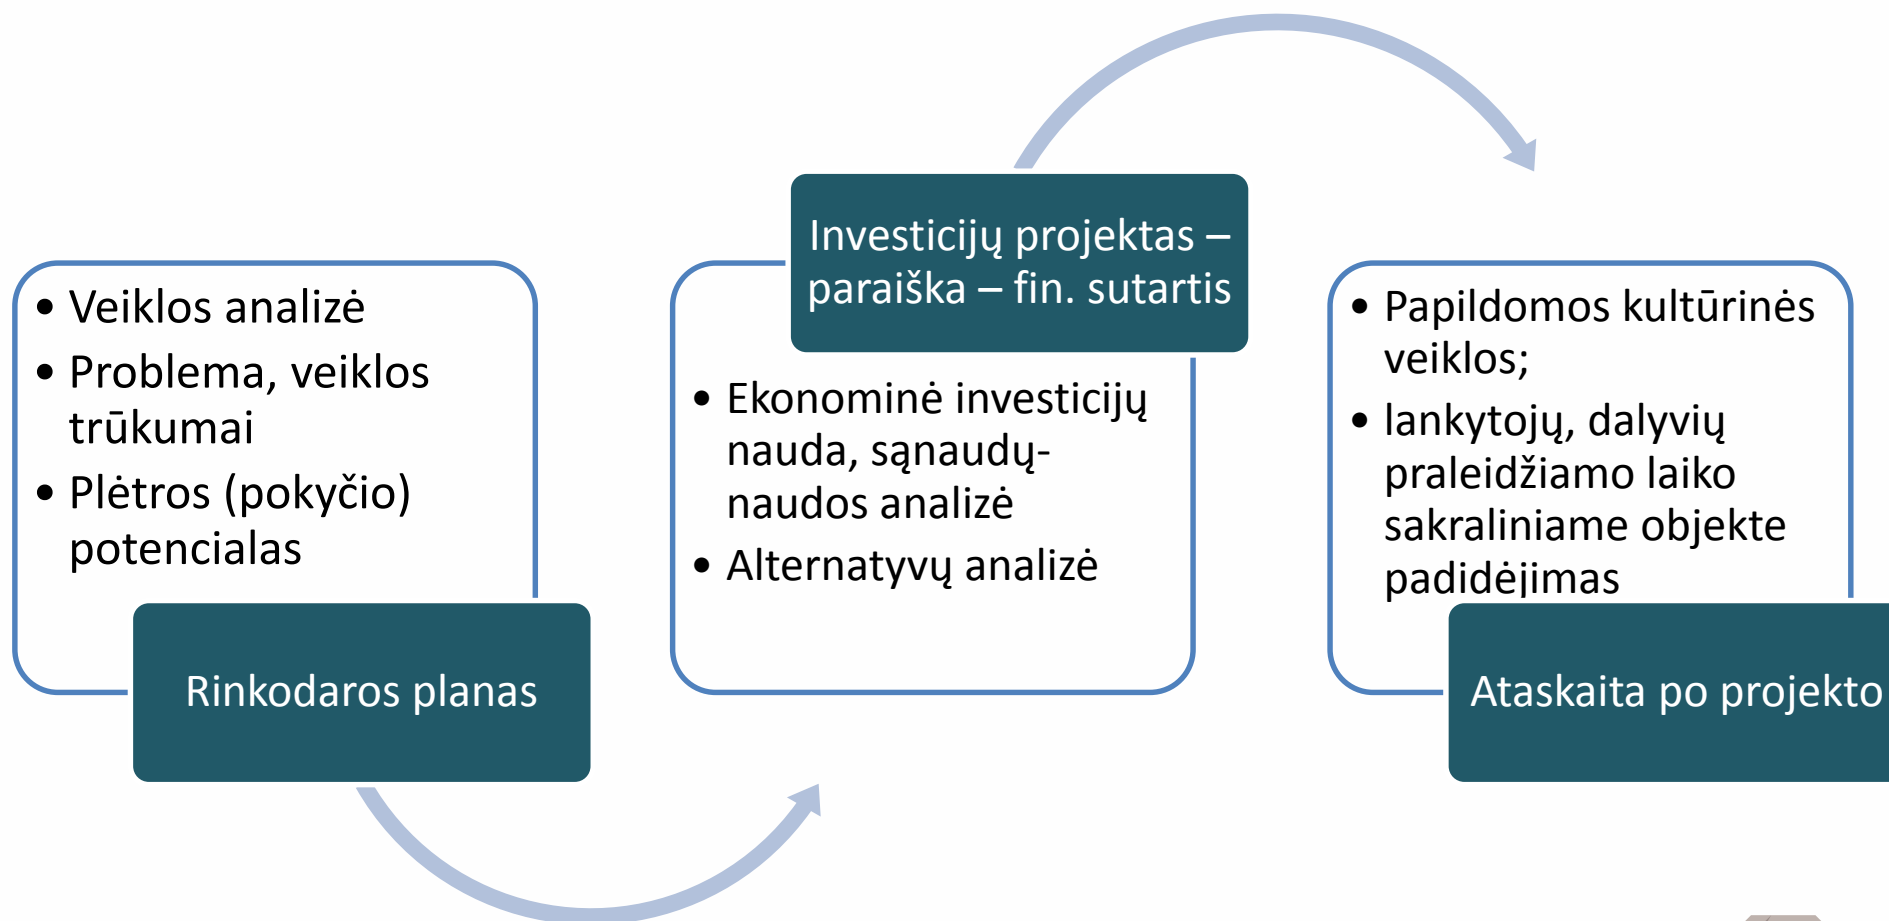 • Veiklos analizė
• Problema, veiklos
trūkumai
• Plėtros (pokyčio)
potencialas
Rinkodaros planas
Investicijų projektas –
paraiška – fin. sutartis
• Ekonominė investicijų
nauda, sąnaudų-
naudos analizė
• Alternatyvų analizė
• Papildomos kultūrinės
veiklos;
• lankytojų, dalyvių
praleidžiamo laiko
sakraliniame objekte
padidėjimas
Ataskaita po projekto